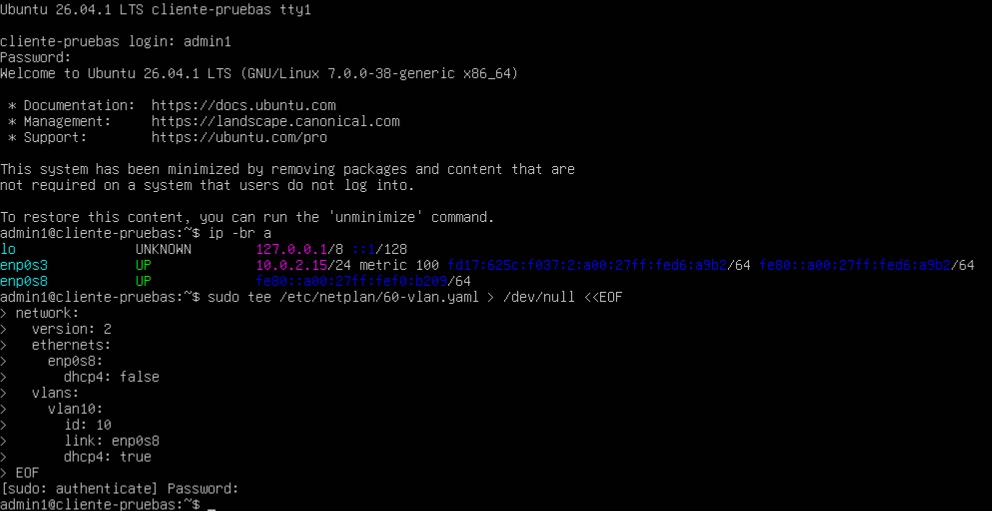 Ubuntu 26.04.1 LTS cliente-pruebas tty1
cliente-pruebas login: admin1
Password:
Welcome to Ubuntu 26.04.1 LTS (GNU/Linux 7.0.0-38-generic x86_64)
 * Documentation:  https://docs.ubuntu.com
 * Management:     https://landscape.canonical.com
 * Support:        https://ubuntu.com/pro
This system has been minimized by removing packages and content that are
not required on a system that users do not log into.
To restore this content, you can run the 'unminimize' command.
admin1@cliente-pruebas:~$ ip -br a
lo               UNKNOWN        127.0.0.1/8 ::1/128
enp0s3           UP             10.0.2.15/24 metric 100 fd17:625c:f037:2:a00:27ff:fed6:a9b2/64 fe80::a00:27ff:fed6:a9b2/64
enp0s8           UP             fe80::a00:27ff:fef0:b209/64
admin1@cliente-pruebas:~$ sudo tee /etc/netplan/60-vlan.yaml > /dev/null <<EOF
> network:
>   version: 2
>   ethernets:
>     enp0s8:
>       dhcp4: false
>   vlans:
>     vlan10:
>       id: 10
>       link: enp0s8
>       dhcp4: true
> EOF
[sudo: authenticate] Password:
admin1@cliente-pruebas:~$ _